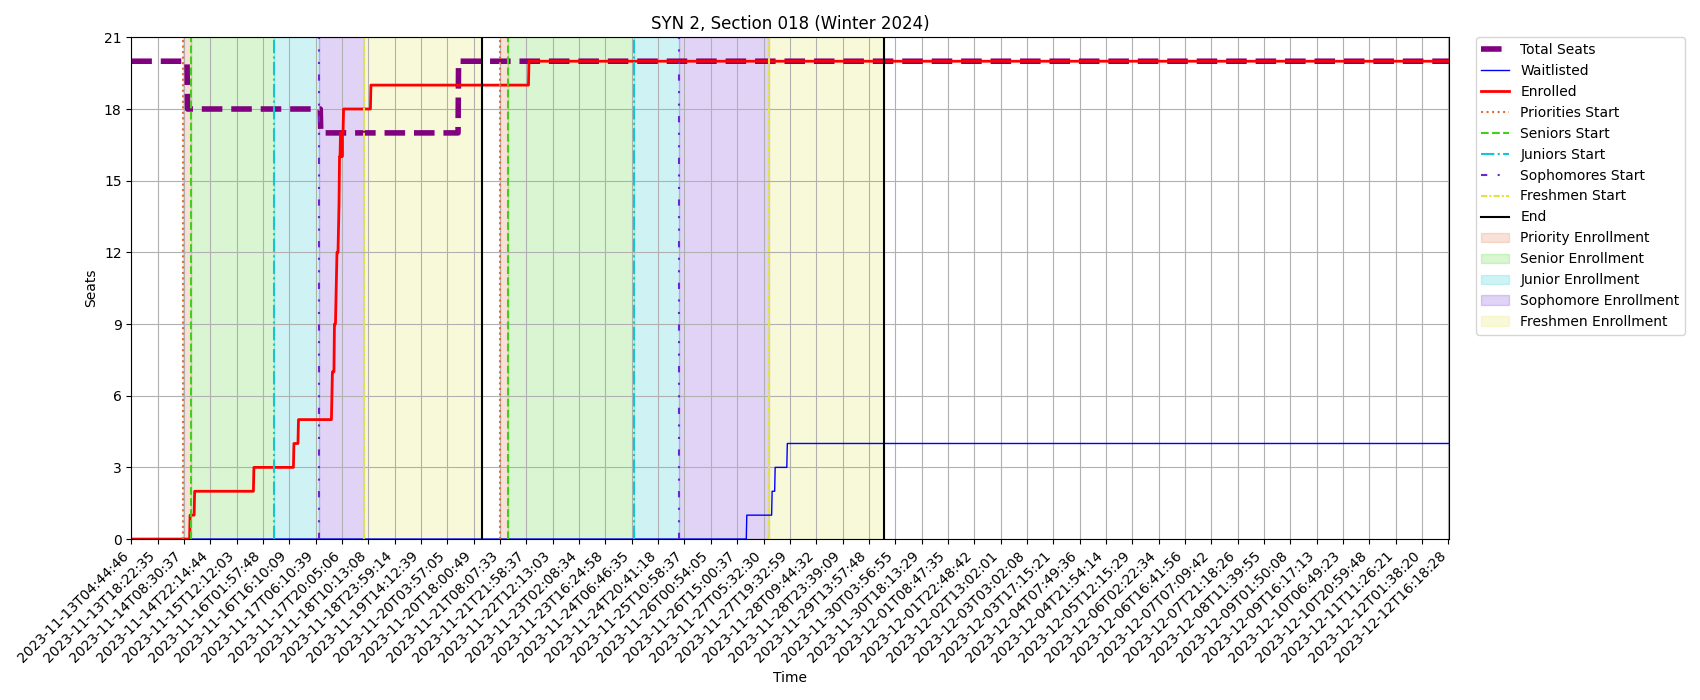 SYN 2, Section 018 (Winter 2024)
21
18
15
12
9
6
3
0
Seats
2023-11-13T04:44:46
2023-11-13T18:22:35
2023-11-14T08:30:37
2023-11-14T22:14:44
2023-11-15T12:12:03
2023-11-16T01:57:48
2023-11-16T16:10:09
2023-11-17T06:10:39
2023-11-17T20:05:06
2023-11-18T10:13:08
2023-11-18T23:59:14
2023-11-19T14:12:39
2023-11-20T03:57:05
2023-11-20T18:00:49
2023-11-21T08:07:33
2023-11-21T21:58:37
2023-11-22T12:13:03
2023-11-23T02:08:34
2023-11-23T16:24:58
2023-11-24T06:46:35
2023-11-24T20:41:18
2023-11-25T10:58:37
2023-11-26T00:54:05
2023-11-26T15:00:37
2023-11-27T05:32:30
2023-11-27T19:32:59
2023-11-28T09:44:32
2023-11-28T23:39:09
2023-11-29T13:57:48
2023-11-30T03:56:55
2023-11-30T18:13:29
2023-12-01T08:47:35
2023-12-01T22:48:42
2023-12-02T13:02:01
2023-12-03T03:02:08
2023-12-03T17:15:21
2023-12-04T07:49:36
2023-12-04T21:54:14
2023-12-05T12:15:29
2023-12-06T02:22:34
2023-12-06T16:41:56
2023-12-07T07:09:42
2023-12-07T21:18:26
2023-12-08T11:39:55
2023-12-09T01:50:08
2023-12-09T16:17:13
2023-12-10T06:49:23
2023-12-10T20:59:48
2023-12-11T11:26:21
2023-12-12T01:38:20
2023-12-12T16:18:28
Time
Total Seats
Waitlisted
Enrolled
Priorities Start
Seniors Start
Juniors Start
Sophomores Start
Freshmen Start
End
Priority Enrollment
Senior Enrollment
Junior Enrollment
Sophomore Enrollment
Freshmen Enrollment